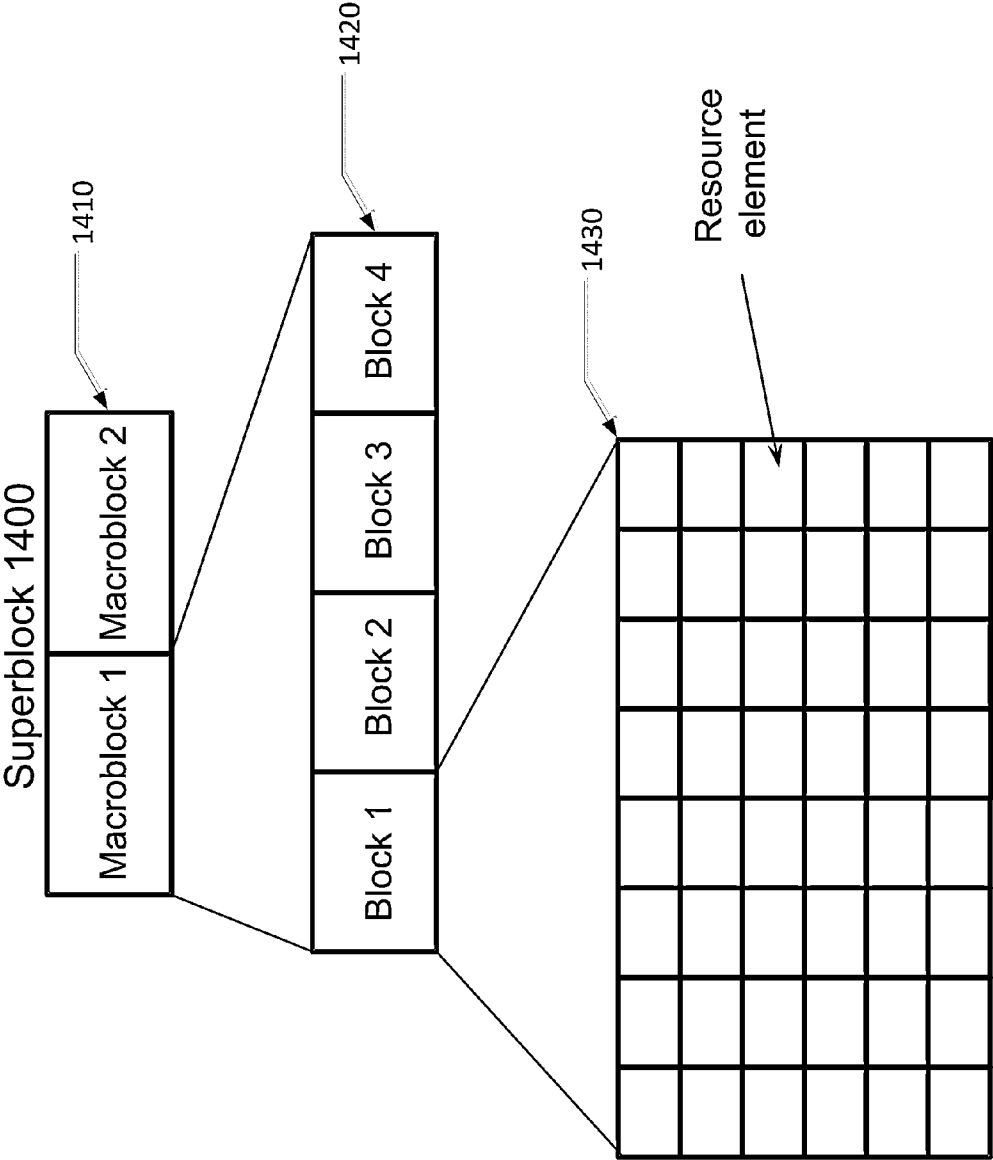 Superblock 1400
Macroblock 1
Macroblock 2
1410
Block 1
Block 2
Block 3
Block 4
1420
1430
Resource
element